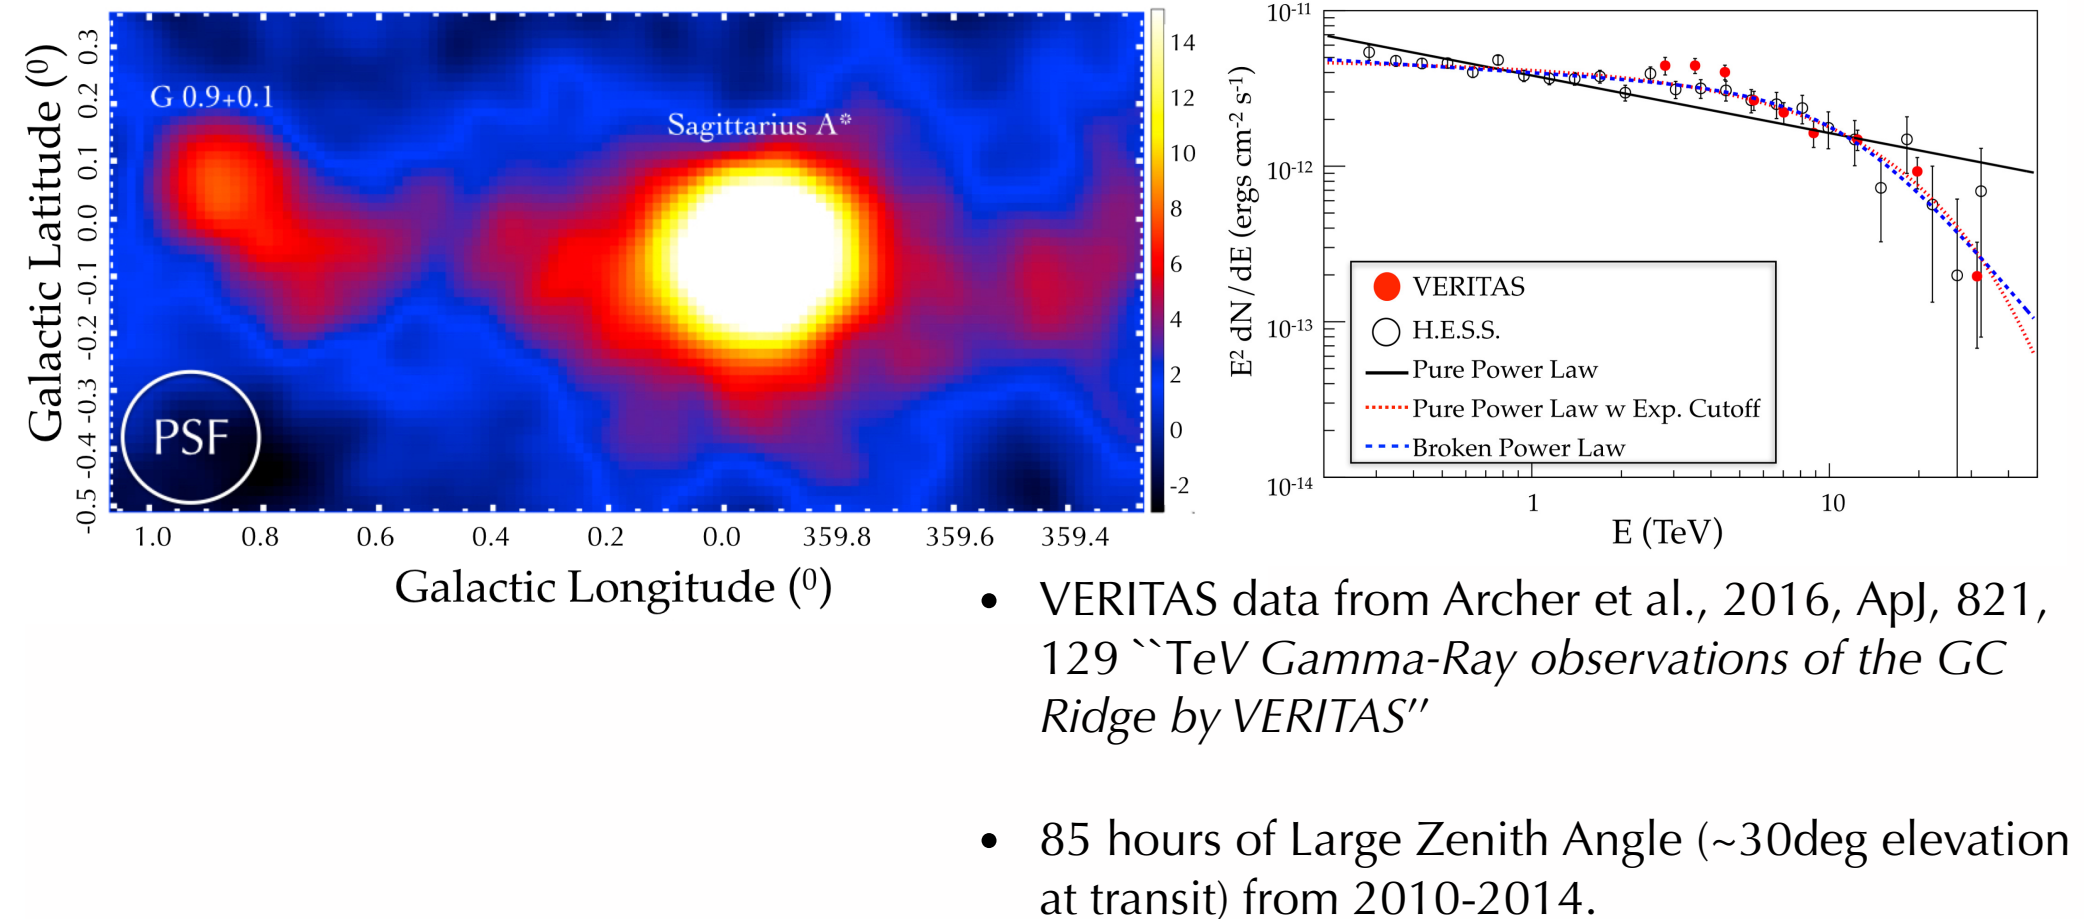 G 0.9+0.1
Sagittarius A*
PSF
Galactic Latitude (⁰)
0.3
0.2
0.1
0.0
-0.1
-0.2
-0.3
-0.4
-0.5
1.0 0.8 0.6 0.4 0.2 0.0 359.8 359.6 359.4
Galactic Longitude (⁰)
14
12
10
8
6
4
2
0
-2
E² dN/dE (ergs cm⁻² s⁻¹)
10⁻¹¹
10⁻¹²
10⁻¹³
10⁻¹⁴
VERITAS
H.E.S.S.
Pure Power Law
Pure Power Law w Exp. Cutoff
Broken Power Law
1 10
E (TeV)
• VERITAS data from Archer et al., 2016, ApJ, 821,
129 ``TeV Gamma-Ray observations of the GC
Ridge by VERITAS′′
• 85 hours of Large Zenith Angle (~30deg elevation
at transit) from 2010-2014.